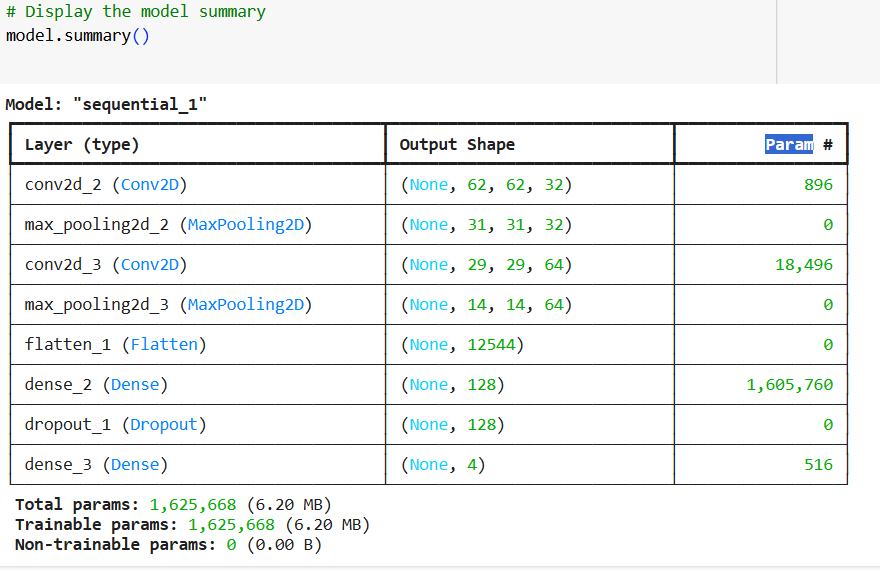 # Display the model summary
model.summary()
Model: "sequential_1"
Layer (type) Output Shape Param #
conv2d_2 (Conv2D) (None, 62, 62, 32) 896
max_pooling2d_2 (MaxPooling2D) (None, 31, 31, 32) 0
conv2d_3 (Conv2D) (None, 29, 29, 64) 18,496
max_pooling2d_3 (MaxPooling2D) (None, 14, 14, 64) 0
flatten_1 (Flatten) (None, 12544) 0
dense_2 (Dense) (None, 128) 1,605,760
dropout_1 (Dropout) (None, 128) 0
dense_3 (Dense) (None, 4) 516
Total params: 1,625,668 (6.20 MB)
Trainable params: 1,625,668 (6.20 MB)
Non-trainable params: 0 (0.00 B)